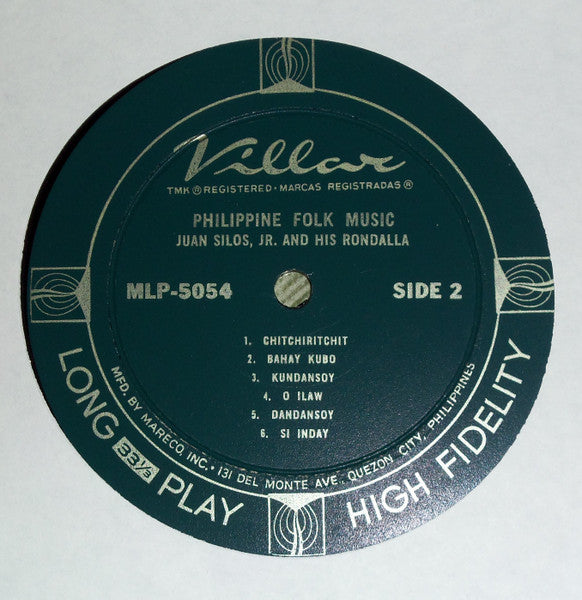 Villar
TMK ® REGISTERED • MARCAS REGISTRADAS ®
PHILIPPINE FOLK MUSIC
JUAN SILOS, JR. AND HIS RONDALLA
MLP-5054
SIDE 2
1. CHITCHIRITCHIT
2. BAHAY KUBO
3. KUNDANSOY
4. O ILAW
5. DANDANSOY
6. SI INDAY
MFD. BY MARECO, INC. • 131 DEL MONTE AVE. QUEZON CITY, PHILIPPINES
LONG 33⅓ PLAY
HIGH FIDELITY